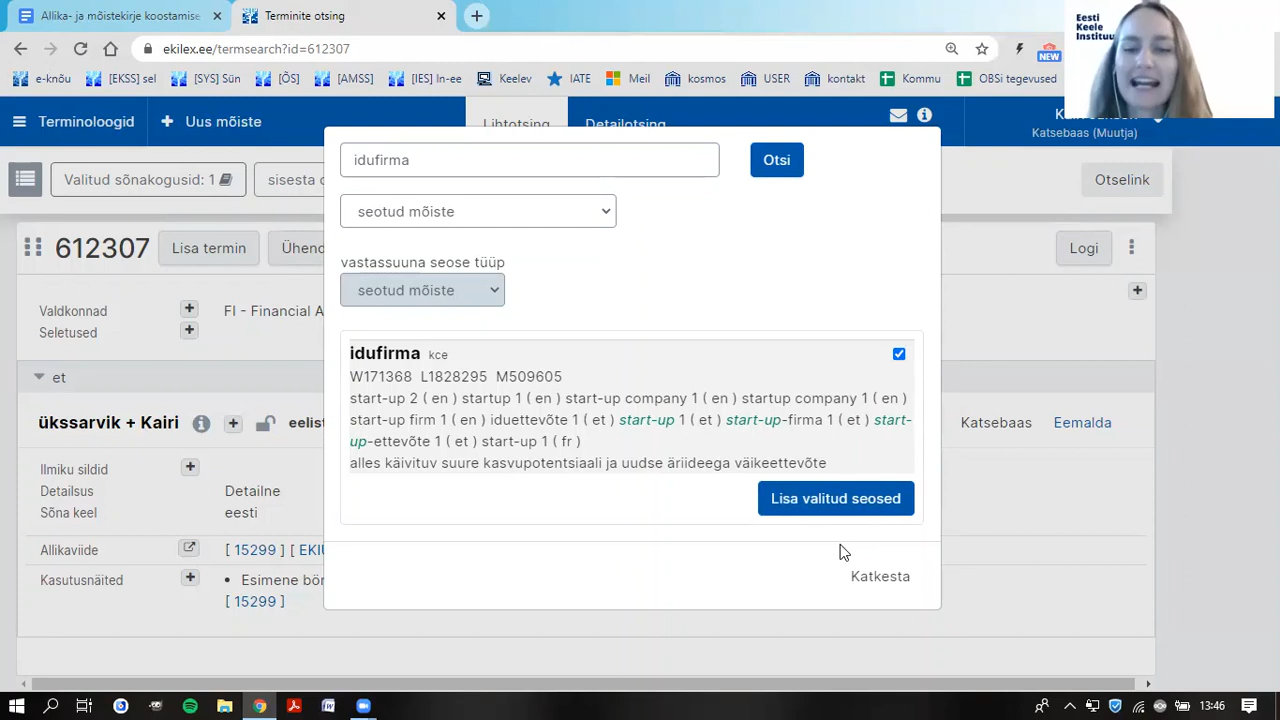 Allika- ja mõistekirje koostamise
Terminite otsing
ekilex.ee/termsearch?id=612307
NEW
Eesti
Keele
Instituu
e-knõu
[EKSS] sel
[SYS] Sün
[ÕS]
[AMSS]
[IES] In-ee
Keelev
IATE
Meil
kosmos
USER
kontakt
Kommu
OBSi tegevused
Terminoloogid
Uus mõiste
Lihtotsing
Detailotsing
Katsebaas (Muutja)
idufirma
Otsi
Valitud sõnakogusid: 1
Otselink
seotud mõiste
612307
Lisa termin
Logi
vastassuuna seose tüüp
seotud mõiste
Valdkonnad
FI - Financial A
Seletused
et
idufirma kce
W171368 L1828295 M509605
start-up 2 ( en ) startup 1 ( en ) start-up company 1 ( en ) startup company 1 ( en )
start-up firm 1 ( en ) iduettevõte 1 ( et ) start-up 1 ( et ) start-up-firma 1 ( et ) start-
up-ettevõte 1 ( et ) start-up 1 ( fr )
alles käivituv suure kasvupotentsiaali ja uudse äriideega väikeettevõte
ükssarvik + Kairi
eelist
Katsebaas
Eemalda
Ilmiku sildid
Detailsus
Detailne
Sõna keel
eesti
Lisa valitud seosed
Allikaviide
[ 15299 ] [ EKIU
Katkesta
Kasutusnäited
• Esimene bör
[ 15299 ]
13:46